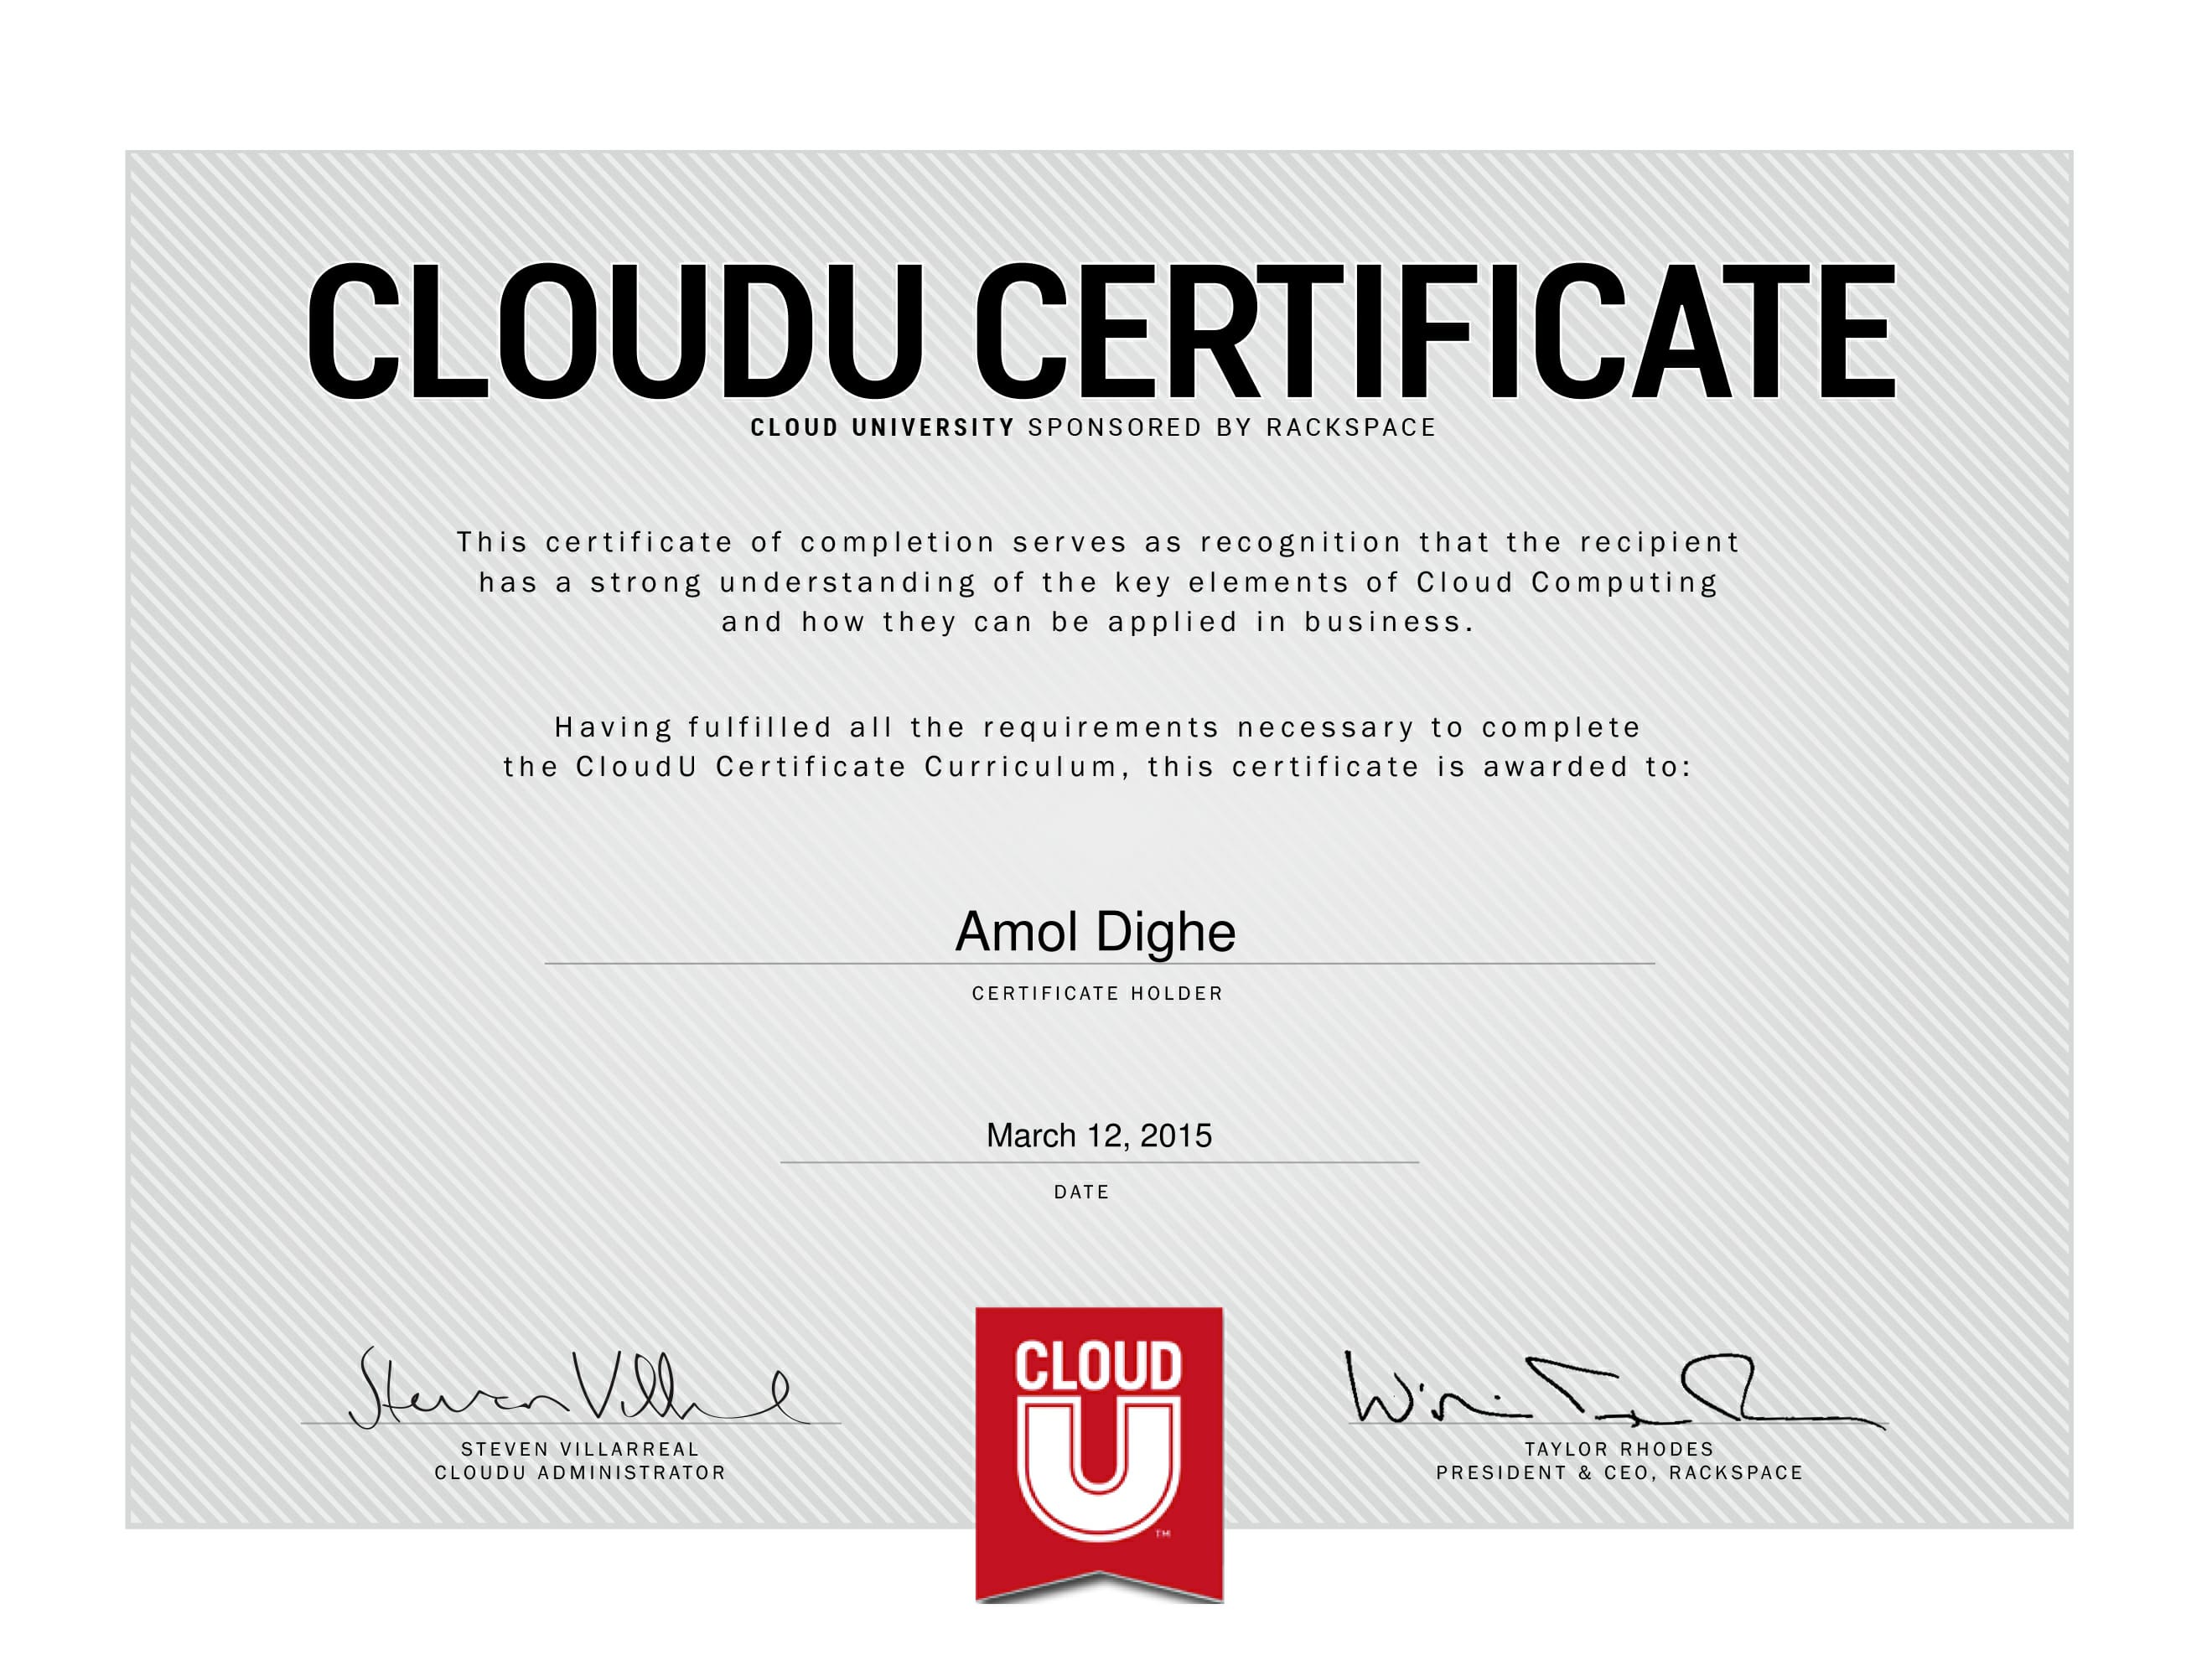 CLOUDU CERTIFICATE
CLOUD UNIVERSITY SPONSORED BY RACKSPACE
This certificate of completion serves as recognition that the recipient
has a strong understanding of the key elements of Cloud Computing
and how they can be applied in business.
Having fulfilled all the requirements necessary to complete
the CloudU Certificate Curriculum, this certificate is awarded to:
Amol Dighe
CERTIFICATE HOLDER
March 12, 2015
DATE
Steven Vill
STEVEN VILLARREAL
CLOUDU ADMINISTRATOR
CLOUD
U
TM
TAYLOR RHODES
PRESIDENT & CEO, RACKSPACE